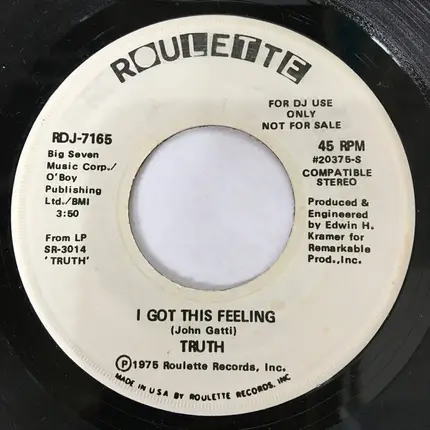 ROULETTE
FOR DJ USE
ONLY
NOT FOR SALE
RDJ-7165
Big Seven
Music Corp./
O'Boy
Publishing
Ltd./BMI
3:50
From LP
SR-3014
'TRUTH'
45 RPM
#20375-S
COMPATIBLE
STEREO
Produced &
Engineered
by Edwin H.
Kramer for
Remarkable
Prod.,Inc.
I GOT THIS FEELING
(John Gatti)
TRUTH
Ⓟ1975 Roulette Records, Inc.
MADE IN U.S.A BY ROULETTE RECORDS, INC